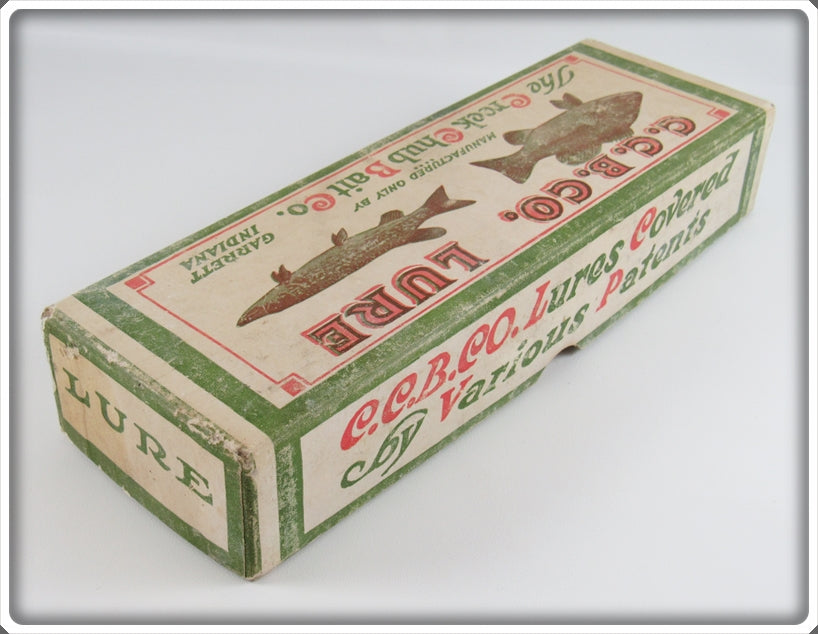 C.C.B.CO. LURE
MANUFACTURED ONLY BY
The Creek Chub Bait Co.
GARRETT
INDIANA
C.C.B.CO. Lures Covered
by Various Patents
LURE